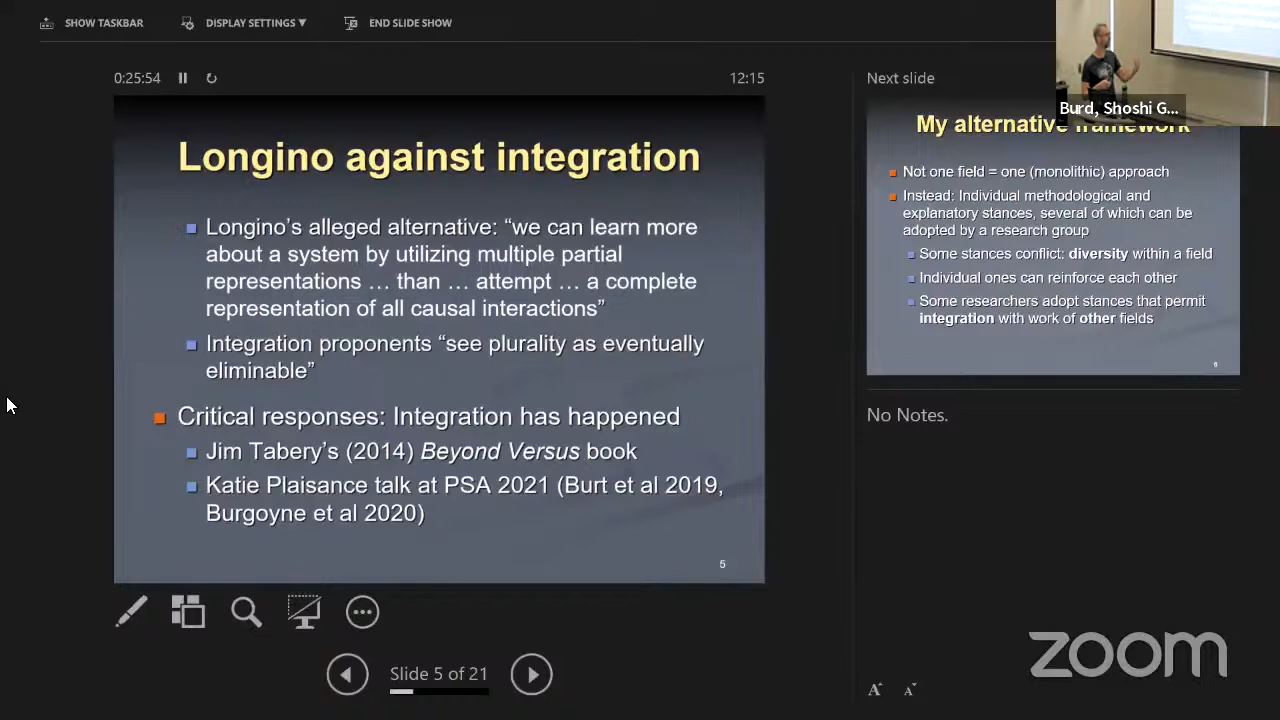 SHOW TASKBAR
DISPLAY SETTINGS ▼
END SLIDE SHOW
0:25:54
12:15
Longino against integration
Longino's alleged alternative: “we can learn more
about a system by utilizing multiple partial
representations … than … attempt … a complete
representation of all causal interactions”
Integration proponents “see plurality as eventually
eliminable”
Critical responses: Integration has happened
Jim Tabery's (2014) Beyond Versus book
Katie Plaisance talk at PSA 2021 (Burt et al 2019,
Burgoyne et al 2020)
5
Slide 5 of 21
Next slide
Burd, Shoshi G...
My alternative framework
Not one field = one (monolithic) approach
Instead: Individual methodological and
explanatory stances, several of which can be
adopted by a research group
Some stances conflict: diversity within a field
Individual ones can reinforce each other
Some researchers adopt stances that permit
integration with work of other fields
6
No Notes.
A A
zoom